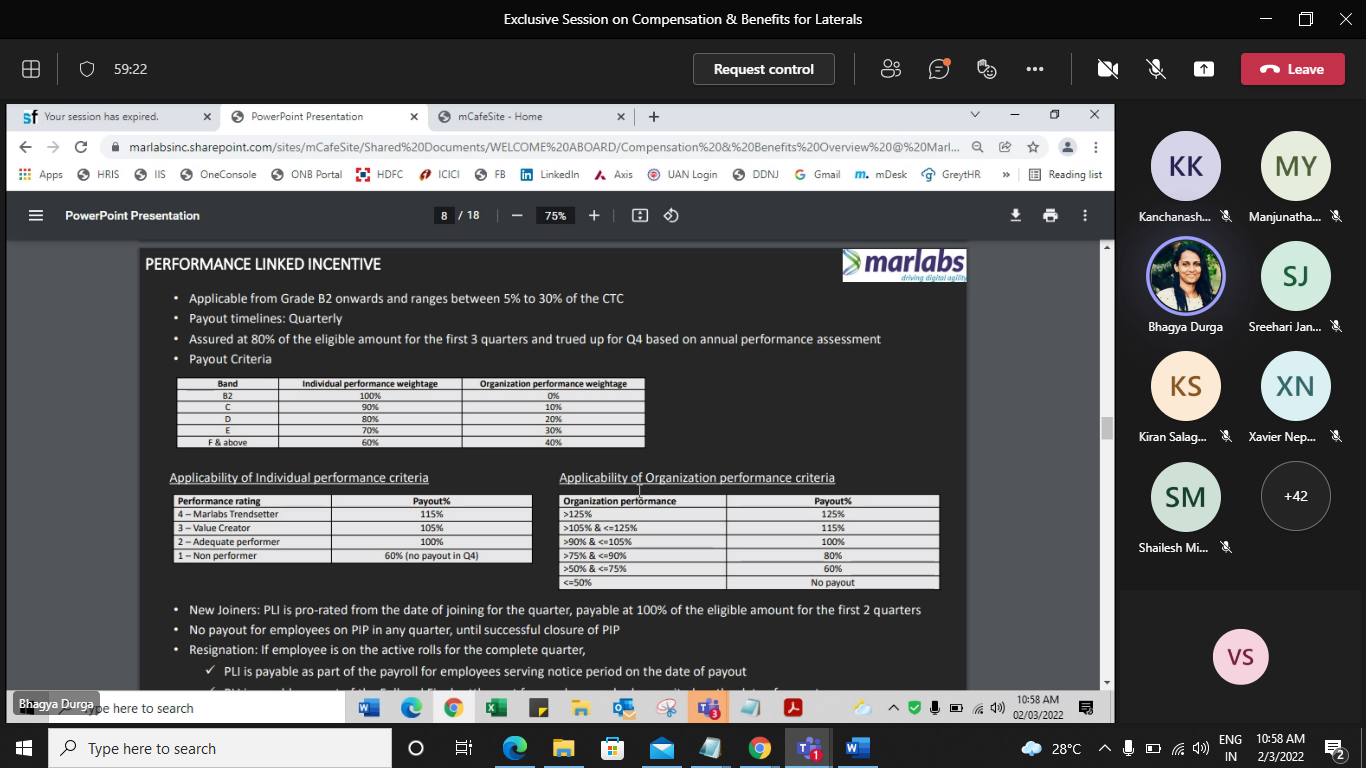 Exclusive Session on Compensation & Benefits for Laterals
59:22
Request control
Leave
Your session has expired.
PowerPoint Presentation
mCafeSite - Home
marlabsinc.sharepoint.com/sites/mCafeSite/Shared%20Documents/WELCOME%20ABOARD/Compensation%20&%20Benefits%20Overview%20@%20Marl...
Apps HRIS IIS OneConsole ONB Portal HDFC ICICI FB LinkedIn Axis UAN Login DDNJ Gmail mDesk GreytHR » Reading list
PowerPoint Presentation
8 / 18
75%
PERFORMANCE LINKED INCENTIVE
marlabs
driving digital agility
• Applicable from Grade B2 onwards and ranges between 5% to 30% of the CTC
• Payout timelines: Quarterly
• Assured at 80% of the eligible amount for the first 3 quarters and trued up for Q4 based on annual performance assessment
• Payout Criteria
Band Individual performance weightage Organization performance weightage
B2 100% 0%
C 90% 10%
D 80% 20%
E 70% 30%
F & above 60% 40%
Applicability of Individual performance criteria
Performance rating Payout%
4 – Marlabs Trendsetter 115%
3 – Value Creator 105%
2 – Adequate performer 100%
1 – Non performer 60% (no payout in Q4)
Applicability of Organization performance criteria
Organization performance Payout%
>125% 125%
>105% & <=125% 115%
>90% & <=105% 100%
>75% & <=90% 80%
>50% & <=75% 60%
<=50% No payout
• New Joiners: PLI is pro-rated from the date of joining for the quarter, payable at 100% of the eligible amount for the first 2 quarters
• No payout for employees on PIP in any quarter, until successful closure of PIP
• Resignation: If employee is on the active rolls for the complete quarter,
✓ PLI is payable as part of the payroll for employees serving notice period on the date of payout
Bhagya Durga
pe here to search
10:58 AM
02/03/2022
KK
Kanchanash...
MY
Manjunatha...
Bhagya Durga
SJ
Sreehari Jan...
KS
Kiran Salag...
XN
Xavier Nep...
SM
Shailesh Mi...
+42
VS
Type here to search
28°C
ENG
IN
10:58 AM
2/3/2022
2